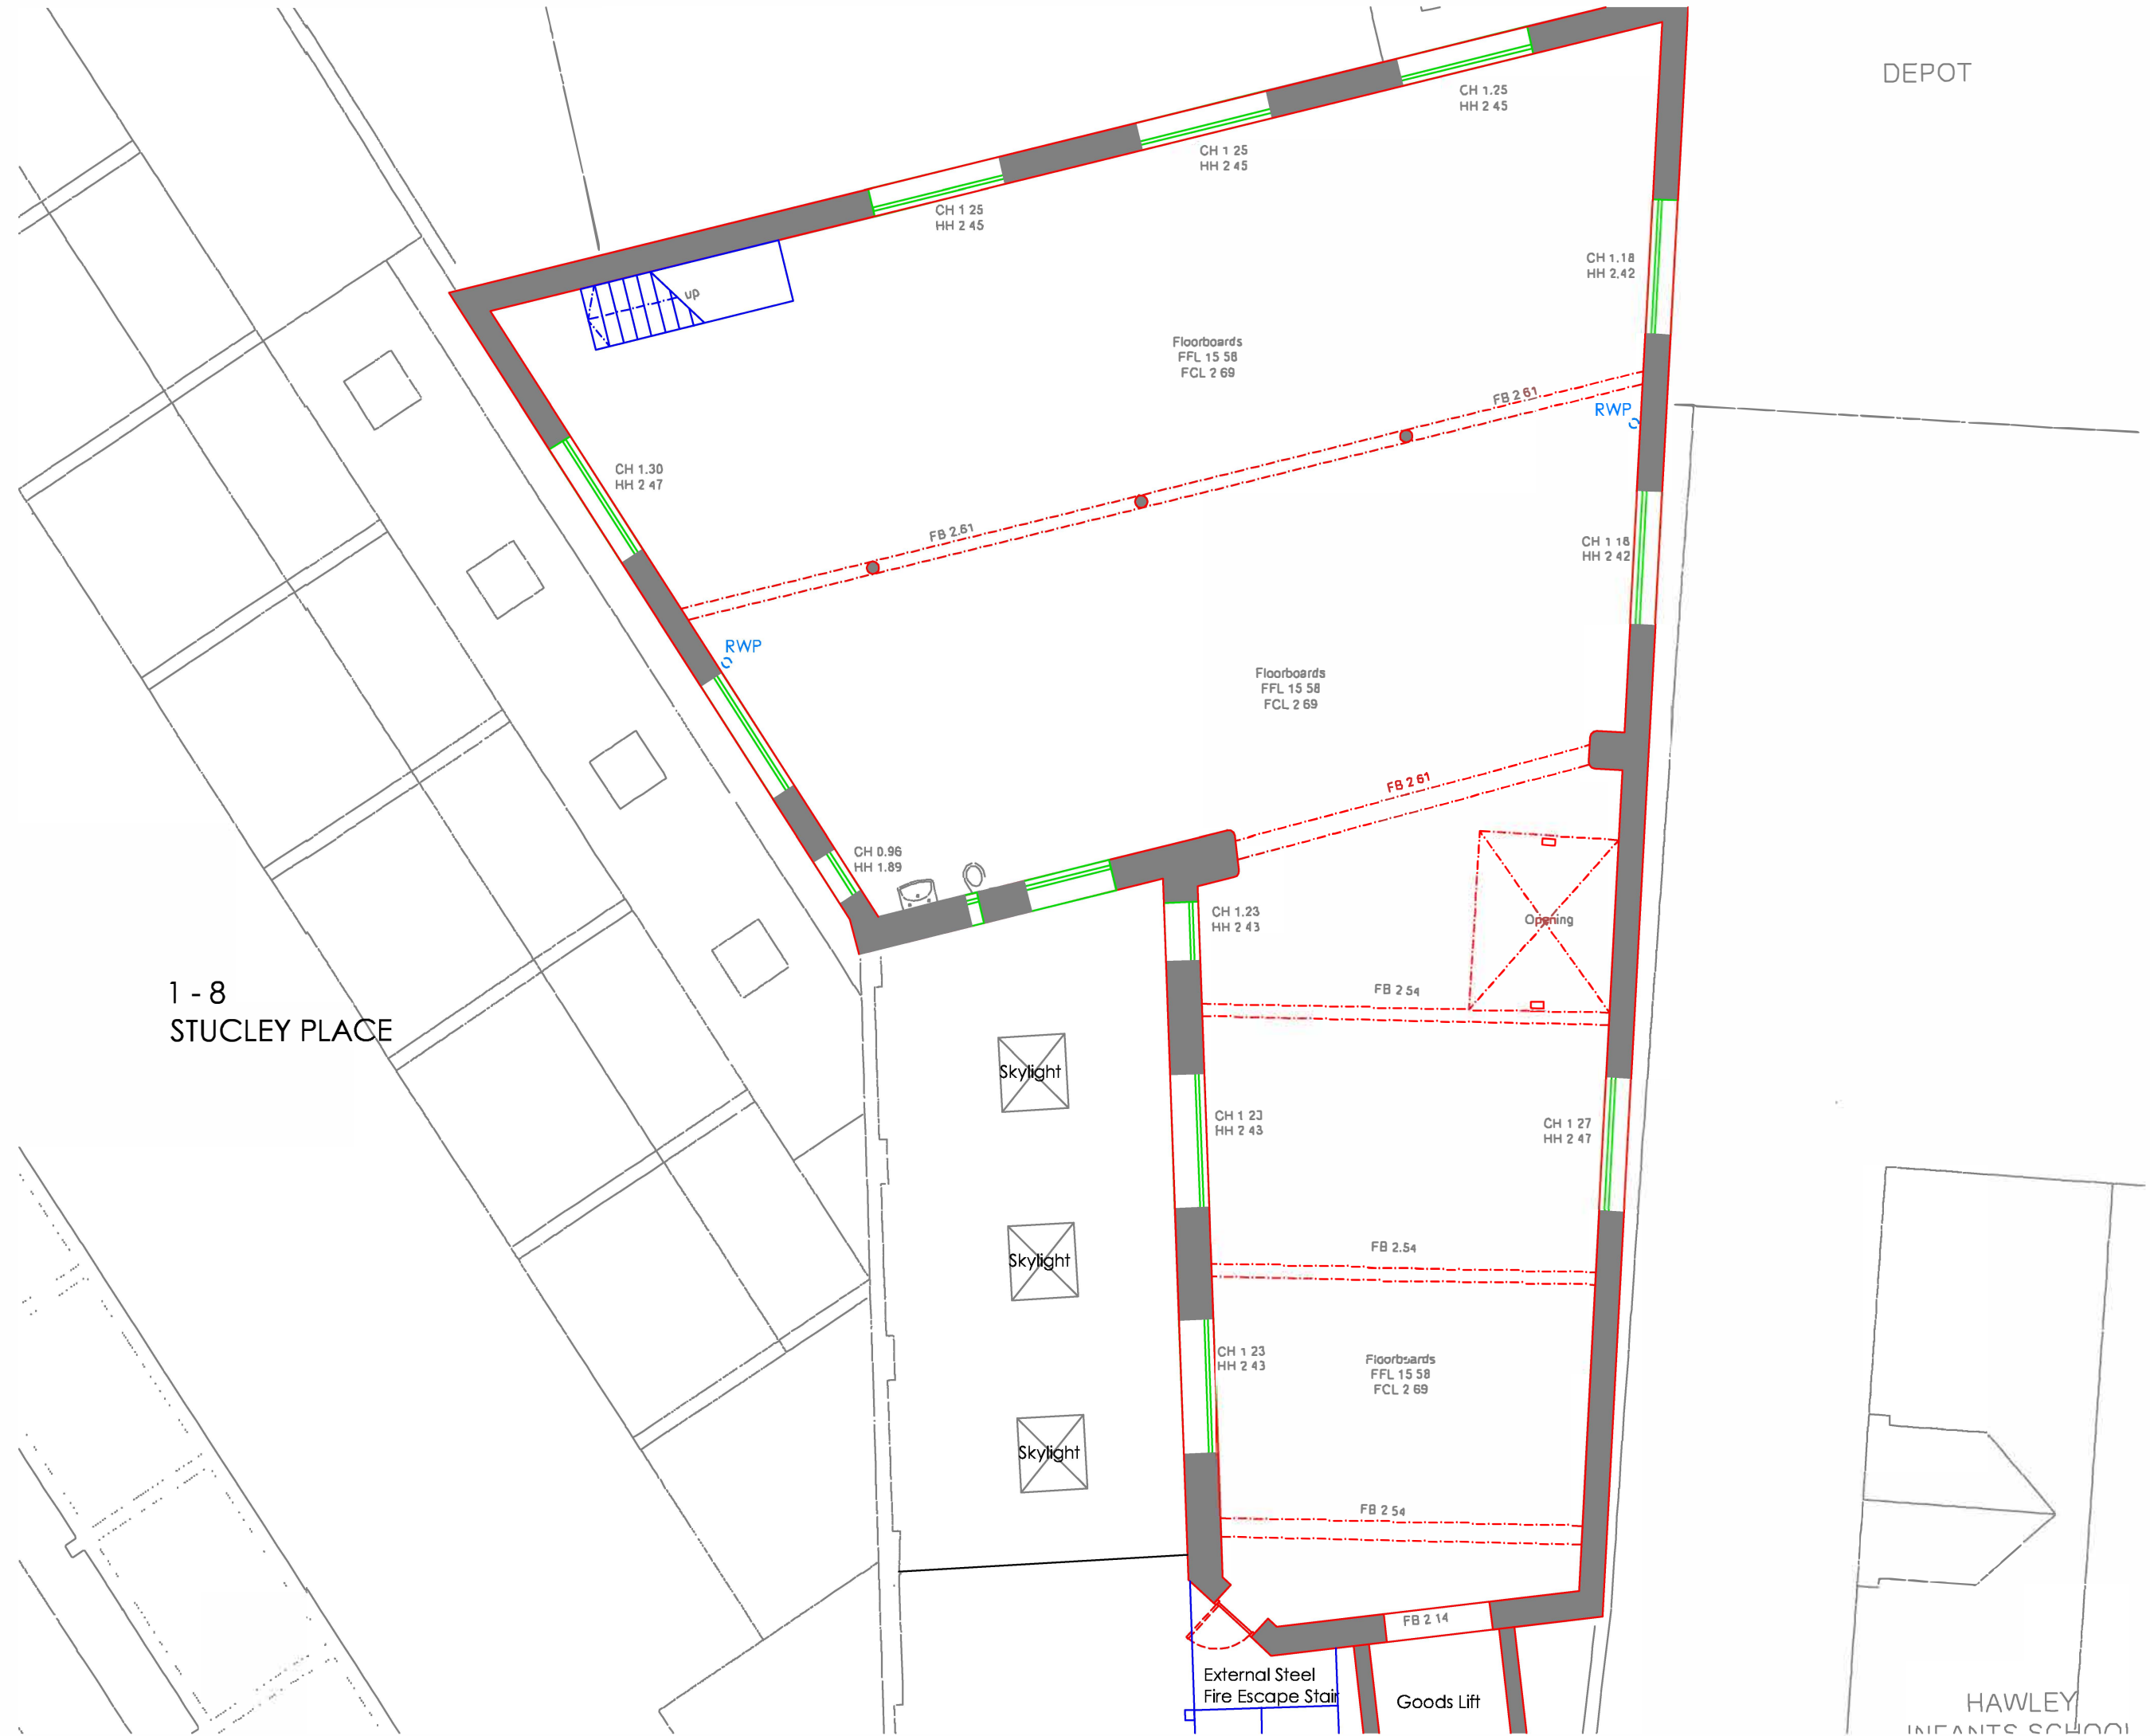 DEPOT
CH 1.25
HH 2 45
CH 1 25
HH 2 45
CH 1 25
HH 2 45
CH 1.18
HH 2.42
up
Floorboards
FFL 15 58
FCL 2 69
FB 2 61
RWP
CH 1.30
HH 2 47
FB 2.61
CH 1 18
HH 2 42
RWP
Floorboards
FFL 15 58
FCL 2 69
FB 2 61
CH 0.96
HH 1.89
CH 1.23
HH 2 43
Opening
FB 2 54
1 - 8
STUCLEY PLACE
Skylight
CH 1 23
HH 2 43
CH 1 27
HH 2 47
Skylight
FB 2.54
CH 1 23
HH 2 43
Floorboards
FFL 15 58
FCL 2 69
Skylight
FB 2 54
FB 2 14
External Steel
Fire Escape Stair
Goods Lift
HAWLEY
INFANTS SCHOOL